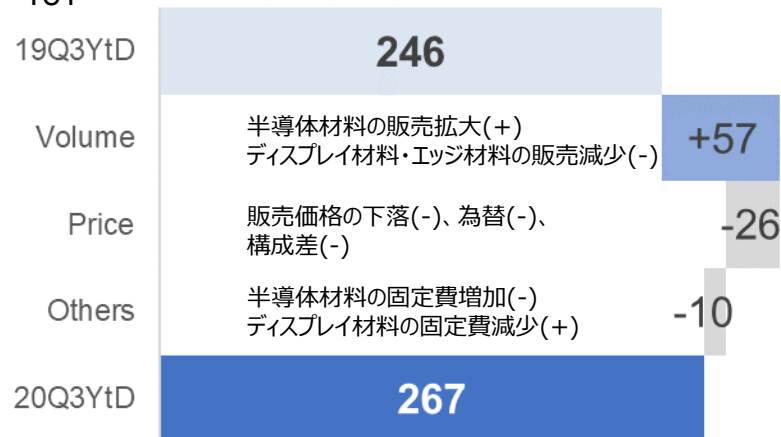 19Q3YtD
246
Volume
半導体材料の販売拡大(+)
ディスプレイ材料・エッジ材料の販売減少(-)
+57
Price
販売価格の下落(-)、為替(-)、
構成差(-)
-26
Others
半導体材料の固定費増加(-)
ディスプレイ材料の固定費減少(+)
-10
20Q3YtD
267